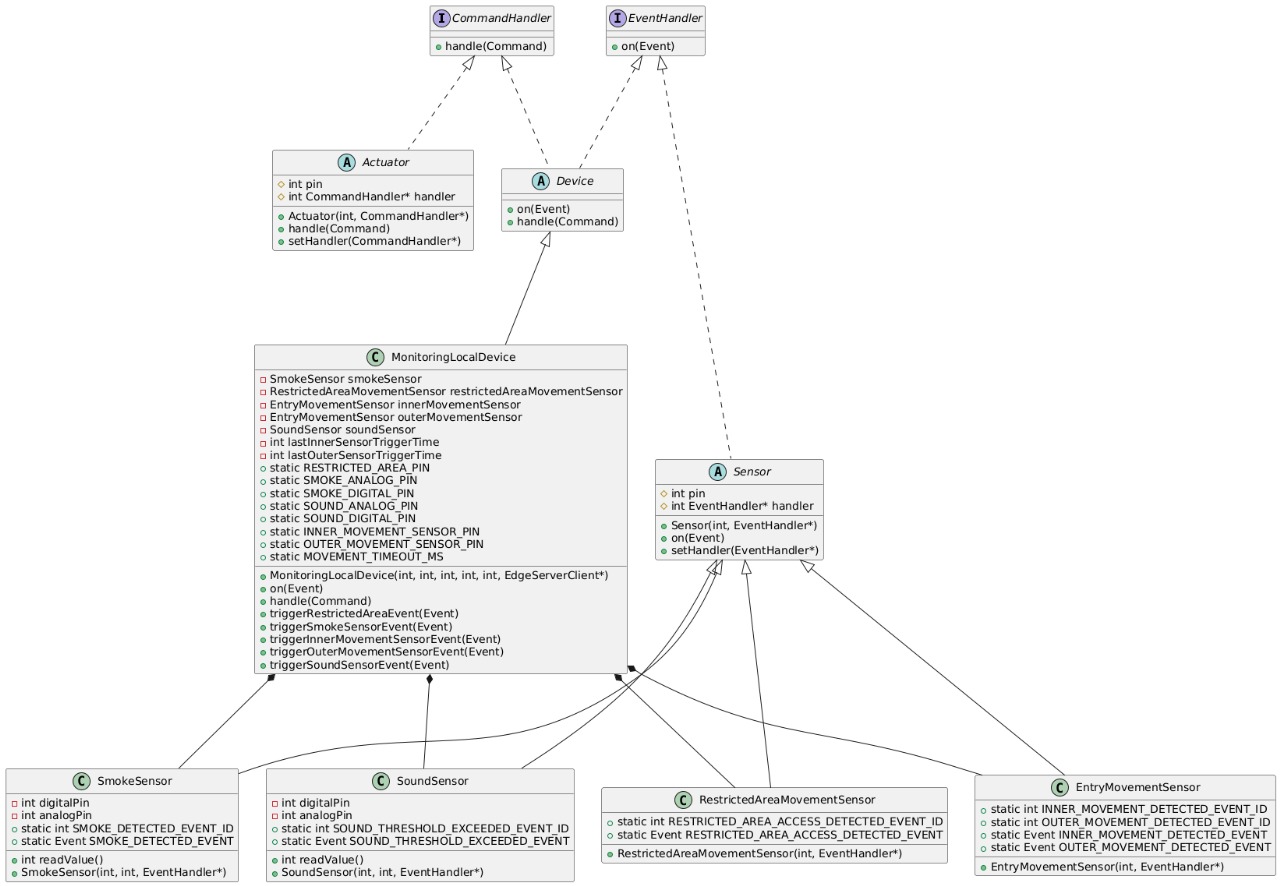 I CommandHandler
handle(Command)
I EventHandler
on(Event)
A Actuator
int pin
int CommandHandler* handler
Actuator(int, CommandHandler*)
handle(Command)
setHandler(CommandHandler*)
A Device
on(Event)
handle(Command)
C MonitoringLocalDevice
SmokeSensor smokeSensor
RestrictedAreaMovementSensor restrictedAreaMovementSensor
EntryMovementSensor innerMovementSensor
EntryMovementSensor outerMovementSensor
SoundSensor soundSensor
int lastInnerSensorTriggerTime
int lastOuterSensorTriggerTime
static RESTRICTED_AREA_PIN
static SMOKE_ANALOG_PIN
static SMOKE_DIGITAL_PIN
static SOUND_ANALOG_PIN
static SOUND_DIGITAL_PIN
static INNER_MOVEMENT_SENSOR_PIN
static OUTER_MOVEMENT_SENSOR_PIN
static MOVEMENT_TIMEOUT_MS
MonitoringLocalDevice(int, int, int, int, int, EdgeServerClient*)
on(Event)
handle(Command)
triggerRestrictedAreaEvent(Event)
triggerSmokeSensorEvent(Event)
triggerInnerMovementSensorEvent(Event)
triggerOuterMovementSensorEvent(Event)
triggerSoundSensorEvent(Event)
A Sensor
int pin
int EventHandler* handler
Sensor(int, EventHandler*)
on(Event)
setHandler(EventHandler*)
C SmokeSensor
int digitalPin
int analogPin
static int SMOKE_DETECTED_EVENT_ID
static Event SMOKE_DETECTED_EVENT
int readValue()
SmokeSensor(int, int, EventHandler*)
C SoundSensor
int digitalPin
int analogPin
static int SOUND_THRESHOLD_EXCEEDED_EVENT_ID
static Event SOUND_THRESHOLD_EXCEEDED_EVENT
int readValue()
SoundSensor(int, int, EventHandler*)
C RestrictedAreaMovementSensor
static int RESTRICTED_AREA_ACCESS_DETECTED_EVENT_ID
static Event RESTRICTED_AREA_ACCESS_DETECTED_EVENT
RestrictedAreaMovementSensor(int, EventHandler*)
C EntryMovementSensor
static int INNER_MOVEMENT_DETECTED_EVENT_ID
static int OUTER_MOVEMENT_DETECTED_EVENT_ID
static Event INNER_MOVEMENT_DETECTED_EVENT
static Event OUTER_MOVEMENT_DETECTED_EVENT
EntryMovementSensor(int, EventHandler*)